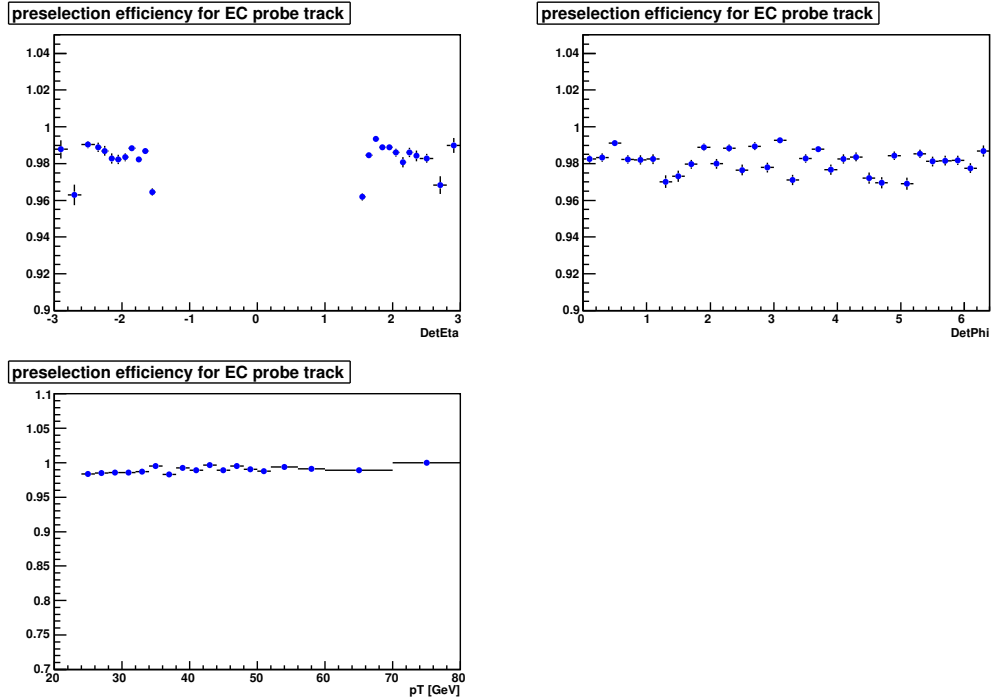 preselection efficiency for EC probe track
1.04
1.02
1
0.98
0.96
0.94
0.92
0.9
-3 -2 -1 0 1 2 3
DetEta
preselection efficiency for EC probe track
1.04
1.02
1
0.98
0.96
0.94
0.92
0.9
0 1 2 3 4 5 6
DetPhi
preselection efficiency for EC probe track
1.1
1.05
1
0.95
0.9
0.85
0.8
0.75
0.7
20 30 40 50 60 70 80
pT [GeV]